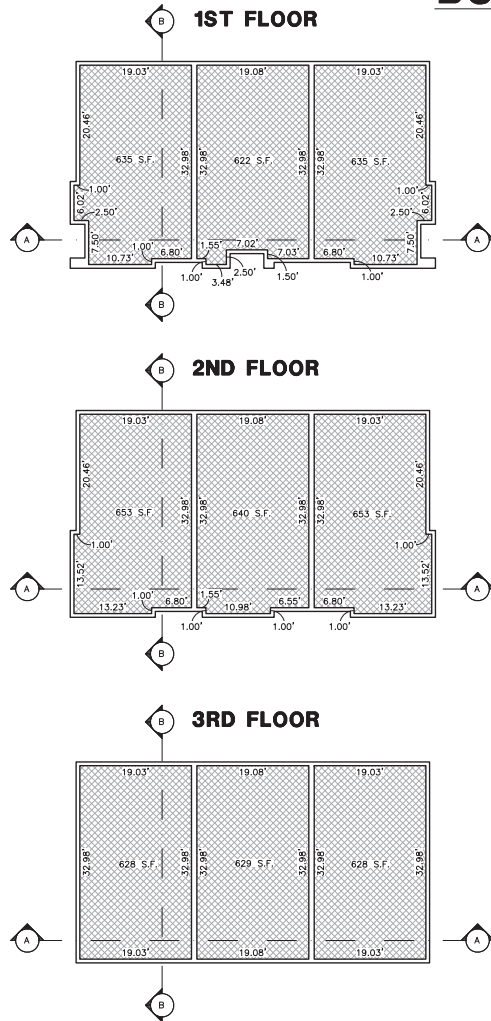 B
1ST FLOOR
19.03' 19.08' 19.03'
20.46' 20.46'
635 S.F. 32.98' 32.98' 622 S.F. 32.98' 635 S.F.
1.00' 1.00'
6.02' 6.02'
2.50' 2.50'
A A
7.50' 7.50'
1.00' 6.80' 1.55' 7.02' 7.03' 6.80'
10.73' 10.73'
2.50' 1.50'
1.00' 1.00'
3.48'
B
B
2ND FLOOR
19.03' 19.08' 19.03'
20.46' 20.46'
653 S.F. 32.98' 32.98' 640 S.F. 32.98' 653 S.F.
1.00' 1.00'
13.52' 13.52'
A A
1.00' 6.80' 1.55' 6.55' 6.80'
13.23' 10.98' 13.23'
1.00' 1.00' 1.00'
B
B
3RD FLOOR
19.03' 19.08' 19.03'
32.98' 628 S.F. 32.98' 32.98' 629 S.F. 32.98' 628 S.F. 32.98'
A A
19.03' 19.08' 19.03'
B